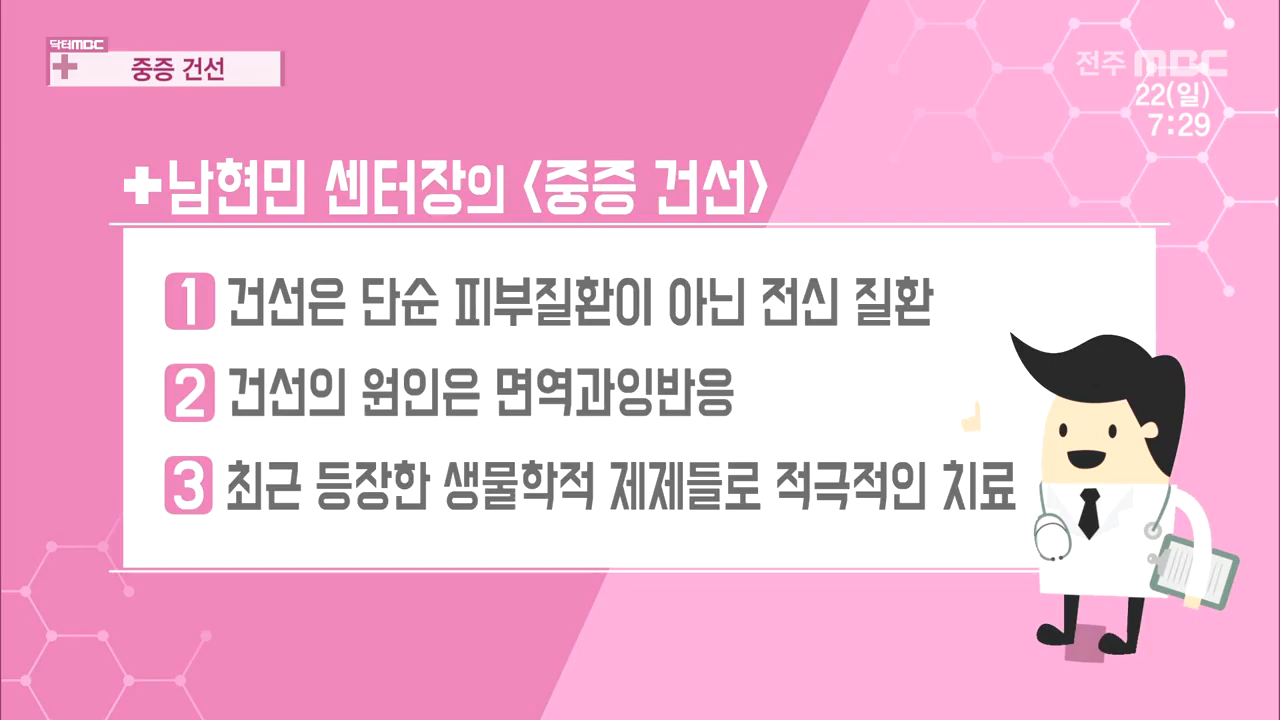 닥터MBC
중증 건선
전주 MBC
22(일)
7:29
남현민 센터장의 <중증 건선>
1 건선은 단순 피부질환이 아닌 전신 질환
2 건선의 원인은 면역과잉반응
3 최근 등장한 생물학적 제제들로 적극적인 치료